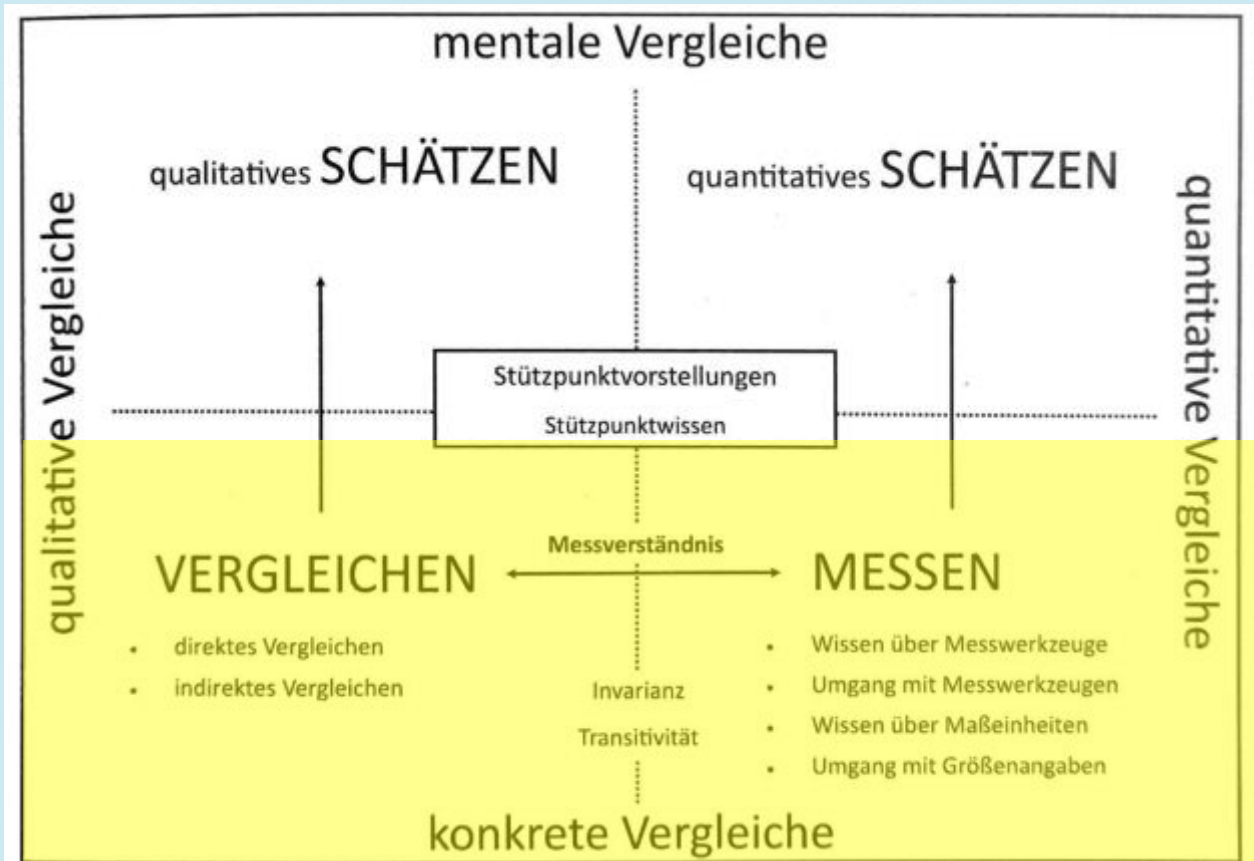 mentale Vergleiche
qualitatives SCHÄTZEN
quantitatives SCHÄTZEN
qualitative Vergleiche
quantitative Vergleiche
Stützpunktvorstellungen
Stützpunktwissen
Messverständnis
VERGLEICHEN
MESSEN
• direktes Vergleichen
• indirektes Vergleichen
Invarianz
Transitivität
• Wissen über Messwerkzeuge
• Umgang mit Messwerkzeugen
• Wissen über Maßeinheiten
• Umgang mit Größenangaben
konkrete Vergleiche